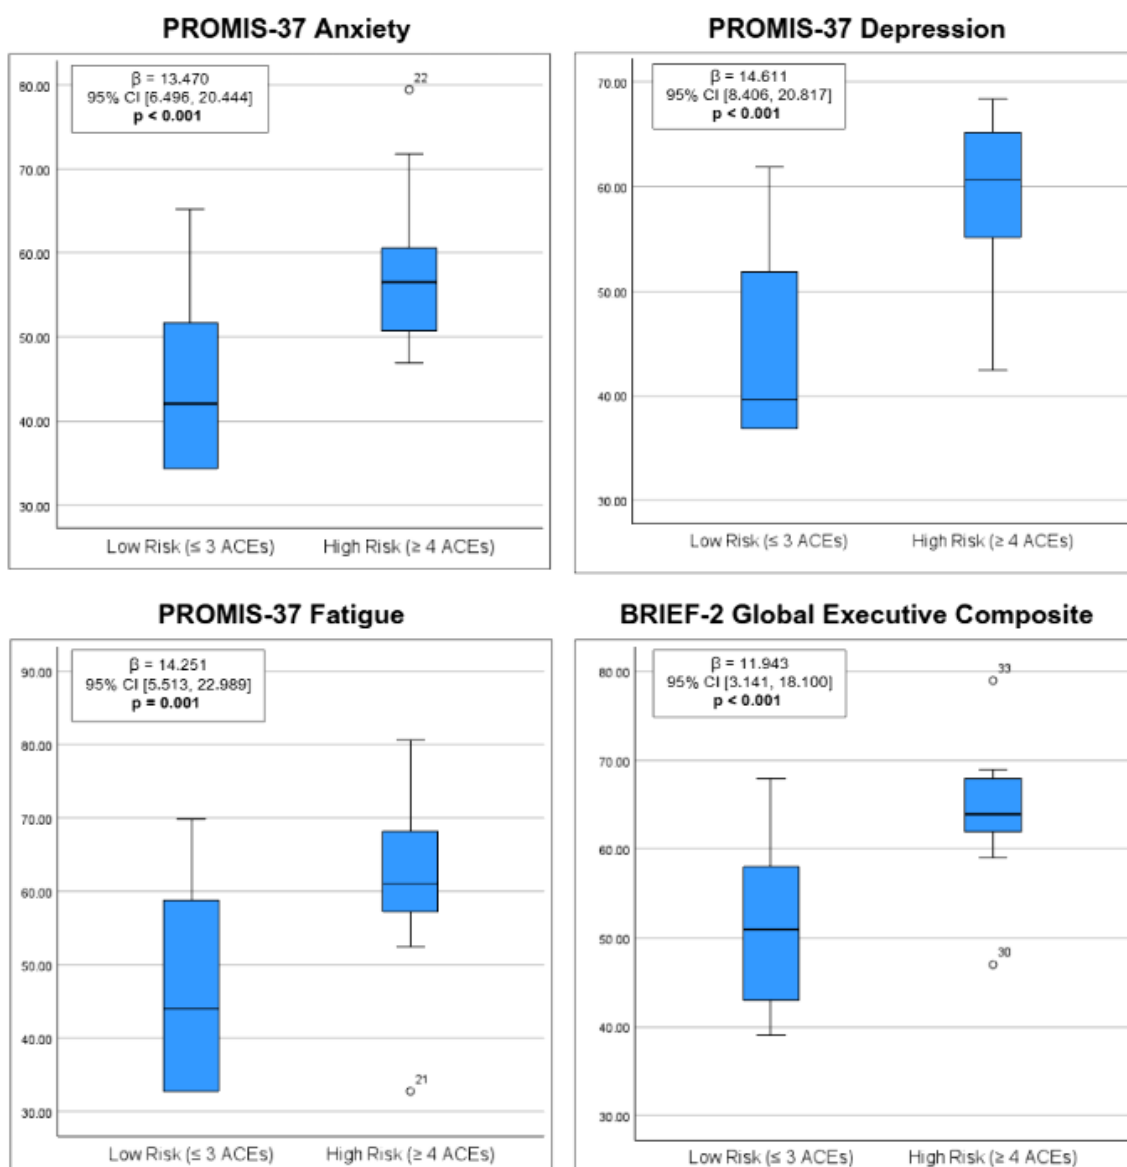 PROMIS-37 Anxiety
β = 13.470
95% CI [6.496, 20.444]
p < 0.001
80.00
70.00
60.00
50.00
40.00
30.00
22
Low Risk (≤ 3 ACEs)
High Risk (≥ 4 ACEs)
PROMIS-37 Depression
β = 14.611
95% CI [8.406, 20.817]
p < 0.001
70.00
60.00
50.00
40.00
30.00
Low Risk (≤ 3 ACEs)
High Risk (≥ 4 ACEs)
PROMIS-37 Fatigue
β = 14.251
95% CI [5.513, 22.989]
p = 0.001
90.00
80.00
70.00
60.00
50.00
40.00
30.00
21
Low Risk (≤ 3 ACEs)
High Risk (≥ 4 ACEs)
BRIEF-2 Global Executive Composite
β = 11.943
95% CI [3.141, 18.100]
p < 0.001
80.00
70.00
60.00
50.00
40.00
30.00
33
30
Low Risk (≤ 3 ACEs)
High Risk (≥ 4 ACEs)